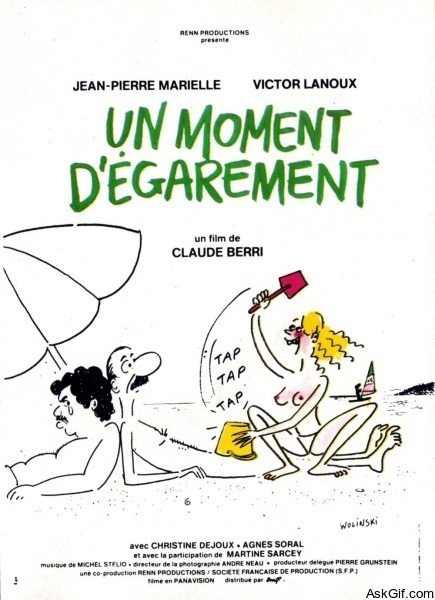 RENN PRODUCTIONS
présente
JEAN-PIERRE MARIELLE VICTOR LANOUX
UN MOMENT
D'ÉGAREMENT
un film de
CLAUDE BERRI
TAP
TAP
TAP
6
WOLINSKI
avec CHRISTINE DEJOUX • AGNES SORAL
et avec la participation de MARTINE SARCEY
musique de MICHEL STELIO • directeur de la photographie ANDRE NEAU • producteur délégué PIERRE GRUNSTEIN
une co-production RENN PRODUCTIONS / SOCIÉTÉ FRANÇAISE DE PRODUCTION (S.F.P.)
filmé en PANAVISION distribué par
AskGif.com